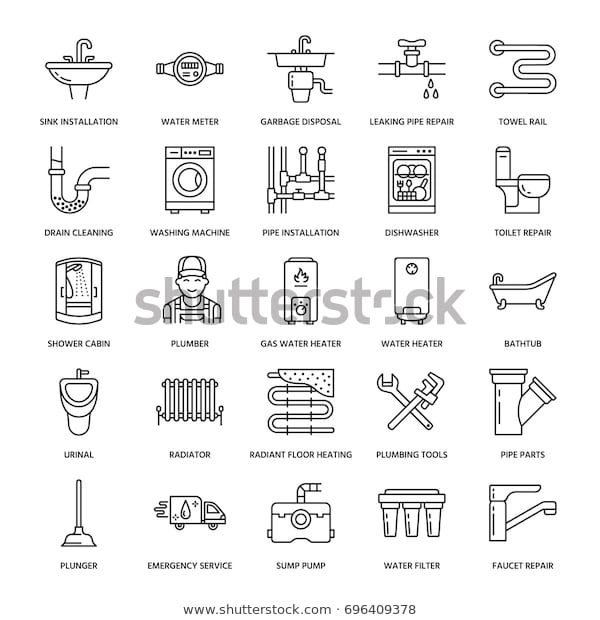 SINK INSTALLATION
WATER METER
GARBAGE DISPOSAL
LEAKING PIPE REPAIR
TOWEL RAIL
DRAIN CLEANING
WASHING MACHINE
PIPE INSTALLATION
DISHWASHER
TOILET REPAIR
shutterstock
SHOWER CABIN
PLUMBER
GAS WATER HEATER
WATER HEATER
BATHTUB
URINAL
RADIATOR
RADIANT FLOOR HEATING
PLUMBING TOOLS
PIPE PARTS
PLUNGER
EMERGENCY SERVICE
SUMP PUMP
WATER FILTER
FAUCET REPAIR
www.shutterstock.com · 696409378